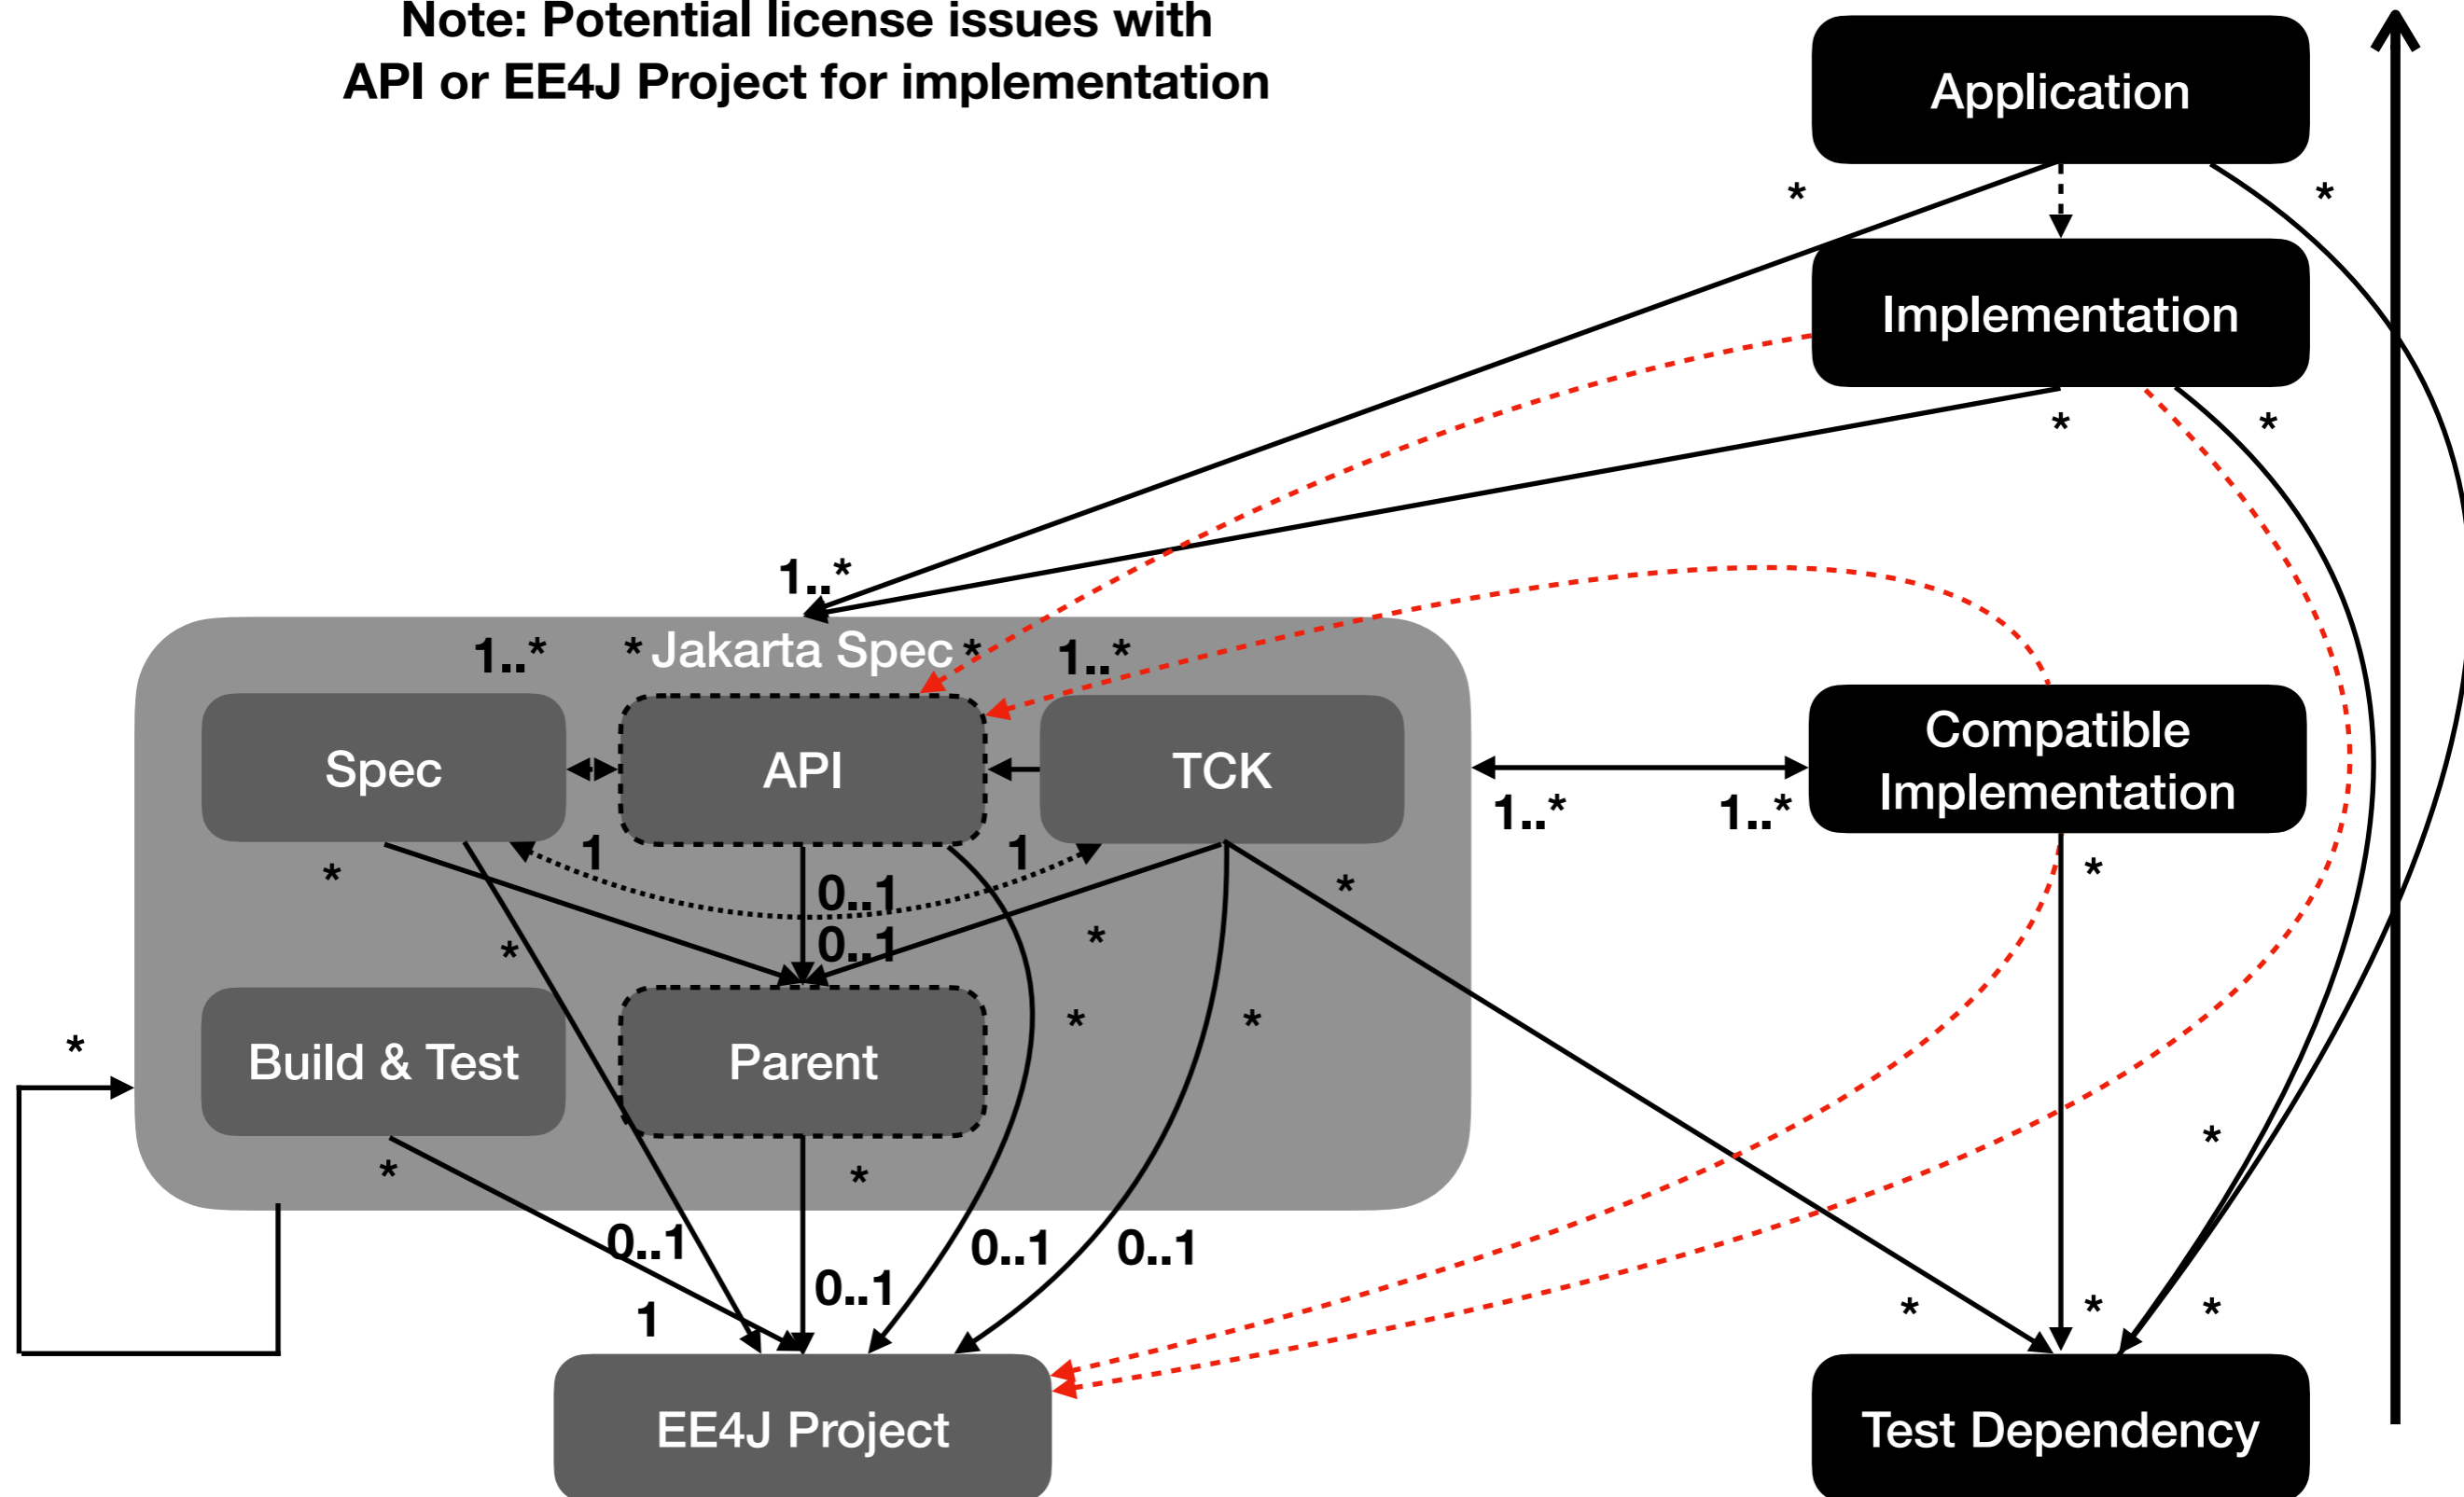 Note: Potential license issues with
API or EE4J Project for implementation
Application
*
*
Implementation
*
*
1..*
1..*
*
Jakarta Spec
*
1..*
Spec
API
TCK
Compatible
Implementation
1..*
1..*
1
1
*
0..1
*
*
0..1
*
*
*
*
*
Build & Test
Parent
*
*
*
0..1
0..1
0..1
0..1
1
*
*
*
EE4J Project
Test Dependency